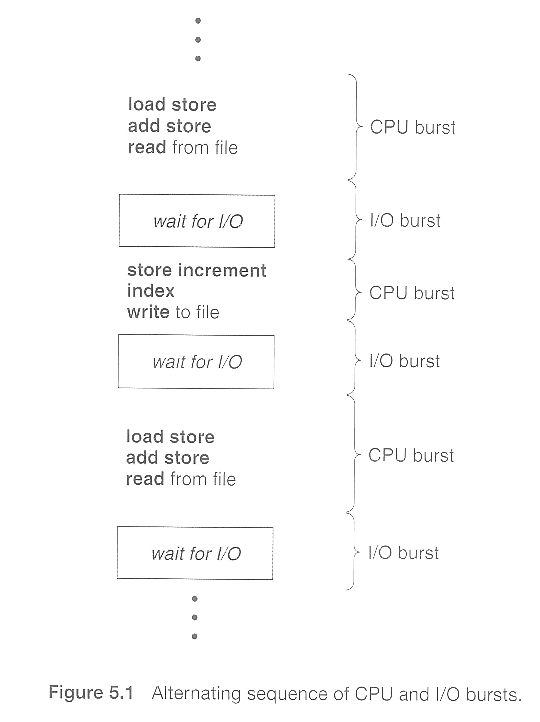 load store
add store
read from file
CPU burst
wait for I/O
I/O burst
store increment
index
write to file
CPU burst
wait for I/O
I/O burst
load store
add store
read from file
CPU burst
wait for I/O
I/O burst
Figure 5.1 Alternating sequence of CPU and I/O bursts.